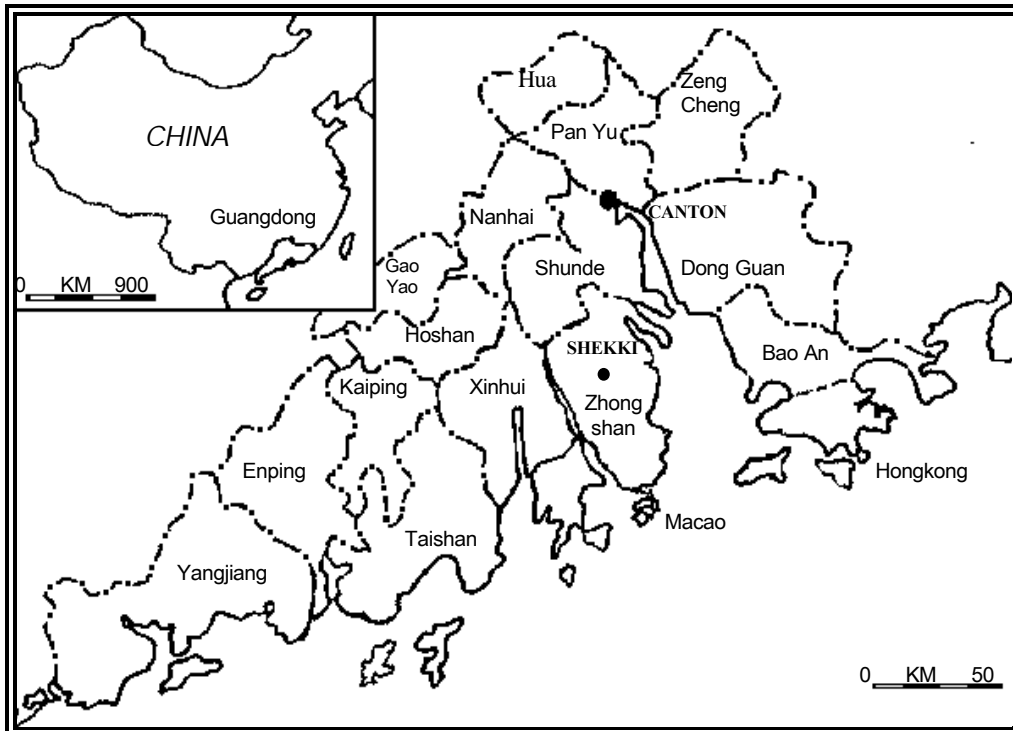 CHINA
Guangdong
0 KM 900
Hua
Zeng
Cheng
Pan Yu
CANTON
Nanhai
Gao
Yao
Shunde
Dong Guan
Hoshan
SHEKKI
Bao An
Kaiping
Xinhui
Zhong
shan
Enping
Hongkong
Macao
Taishan
Yangjiang
0 KM 50